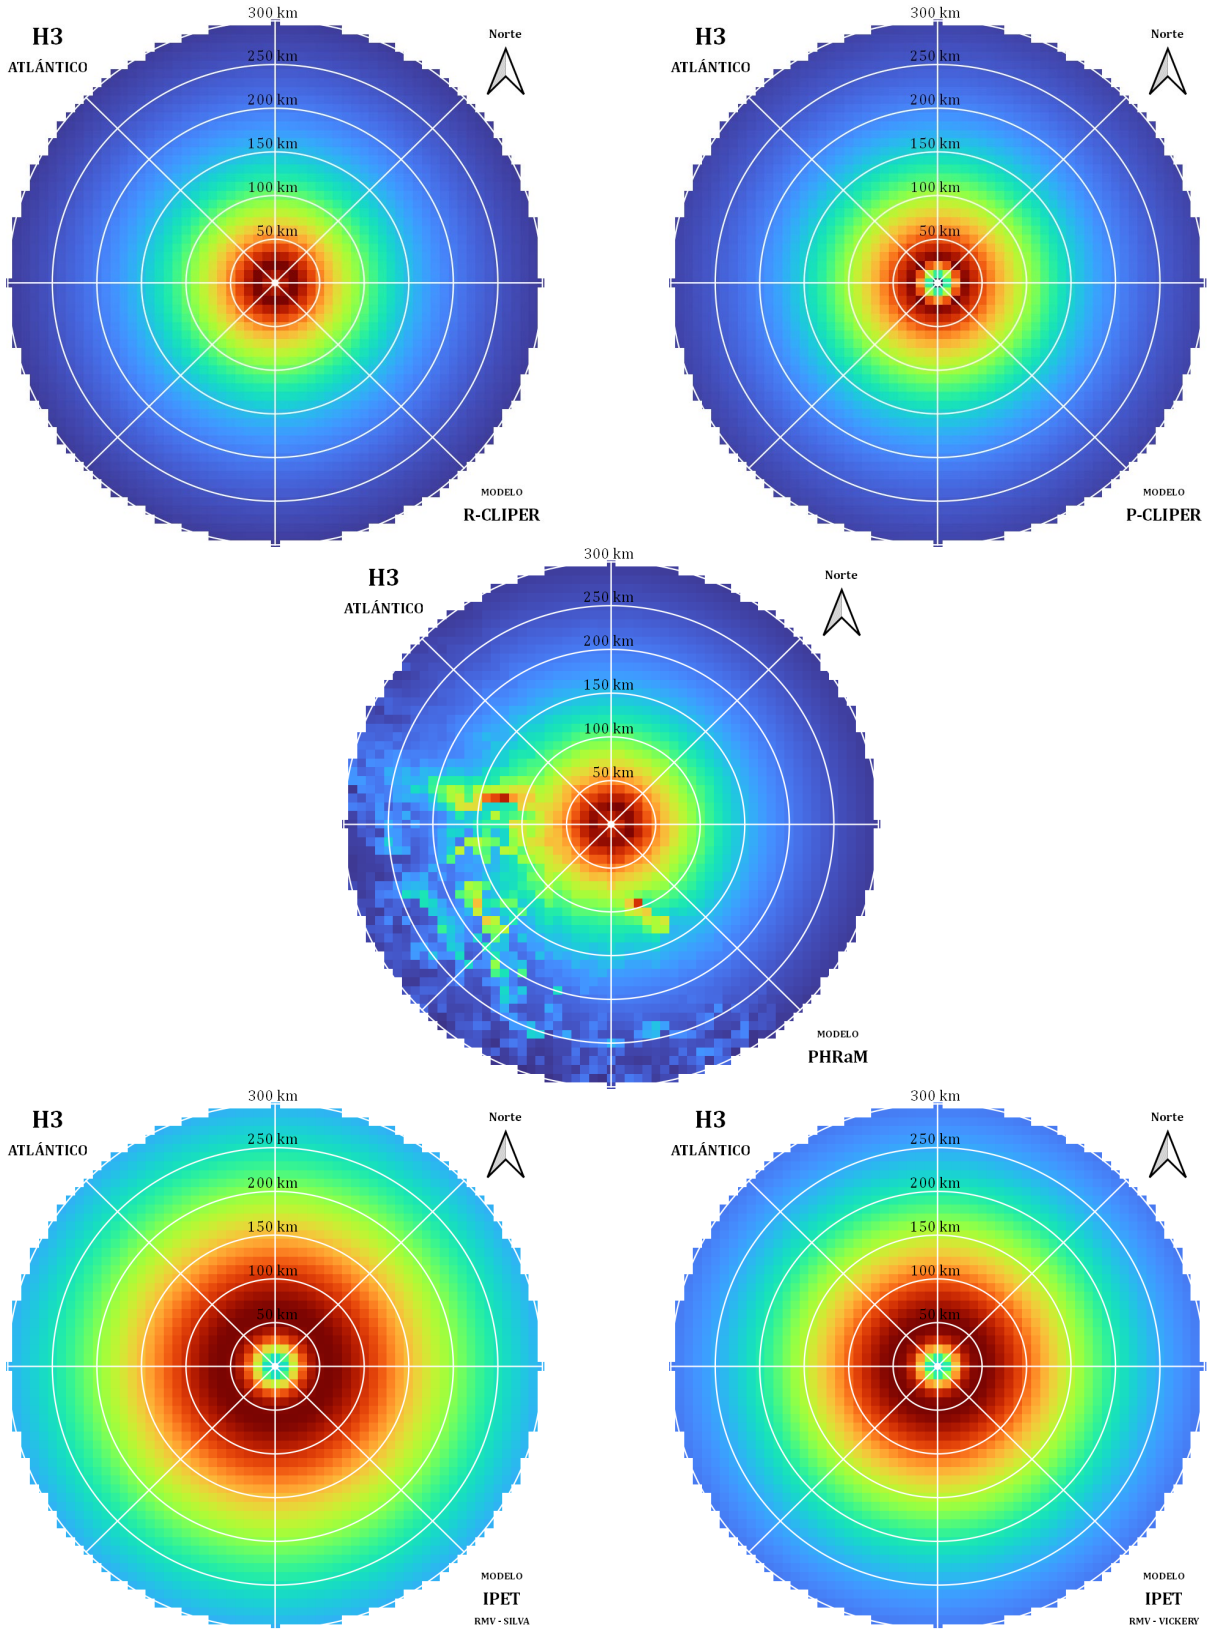 H3
ATLÁNTICO
Norte
300 km
250 km
200 km
150 km
100 km
50 km
MODELO
R-CLIPER
H3
ATLÁNTICO
Norte
300 km
250 km
200 km
150 km
100 km
50 km
MODELO
P-CLIPER
H3
ATLÁNTICO
Norte
300 km
250 km
200 km
150 km
100 km
50 km
MODELO
PHRaM
H3
ATLÁNTICO
Norte
300 km
250 km
200 km
150 km
100 km
50 km
MODELO
IPET
RMV - SILVA
H3
ATLÁNTICO
Norte
300 km
250 km
200 km
150 km
100 km
50 km
MODELO
IPET
RMV - VICKERY